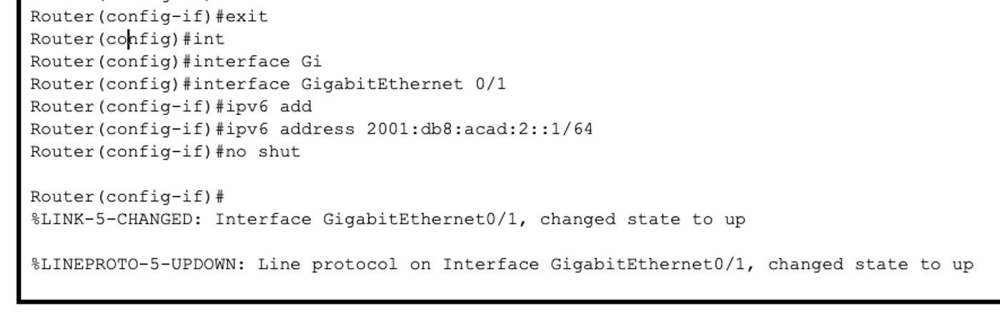 Router(config-if)#exit
Router(config)#int
Router(config)#interface Gi
Router(config)#interface GigabitEthernet 0/1
Router(config-if)#ipv6 add
Router(config-if)#ipv6 address 2001:db8:acad:2::1/64
Router(config-if)#no shut
Router(config-if)#
%LINK-5-CHANGED: Interface GigabitEthernet0/1, changed state to up
%LINEPROTO-5-UPDOWN: Line protocol on Interface GigabitEthernet0/1, changed state to up